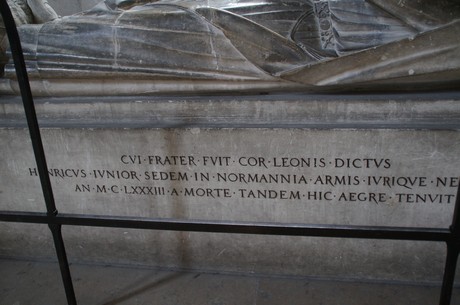 CVI · FRATER · FVIT · COR · LEONIS · DICTVS
HENRICVS · IVNIOR · SEDEM · IN · NORMANNIA · ARMIS · IVRIQVE · NE
AN · M · C · LXXXIII · A · MORTE · TANDEM · HIC · AEGRE · TENVIT